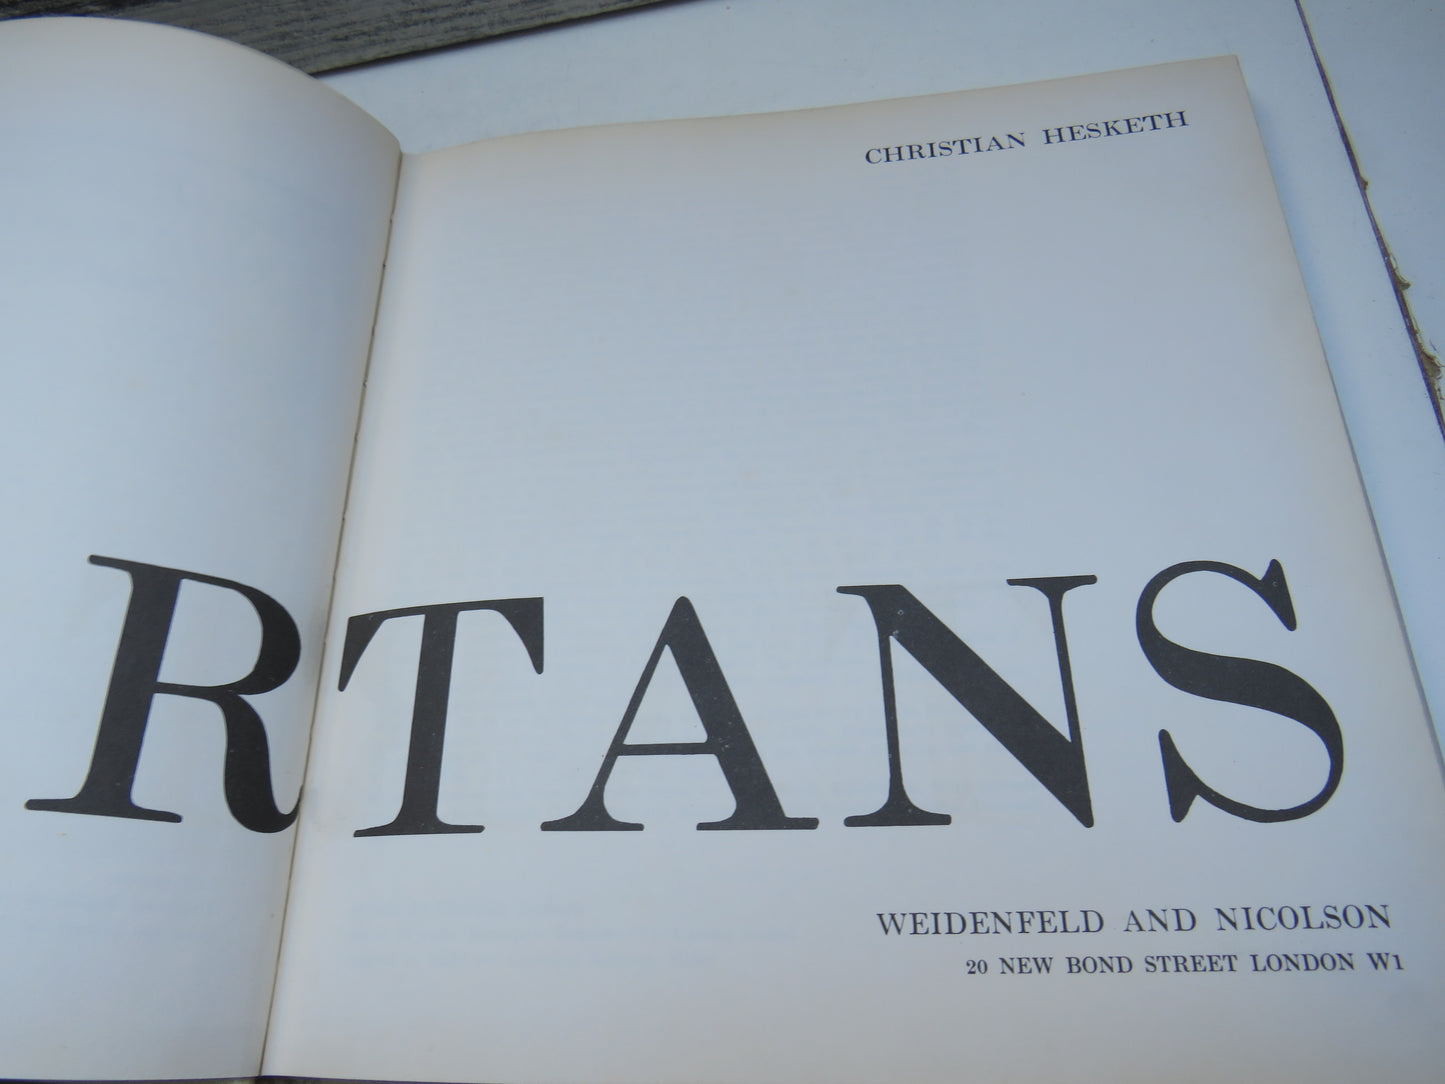 CHRISTIAN HESKETH
RTANS
WEIDENFELD AND NICOLSON
20 NEW BOND STREET LONDON W1